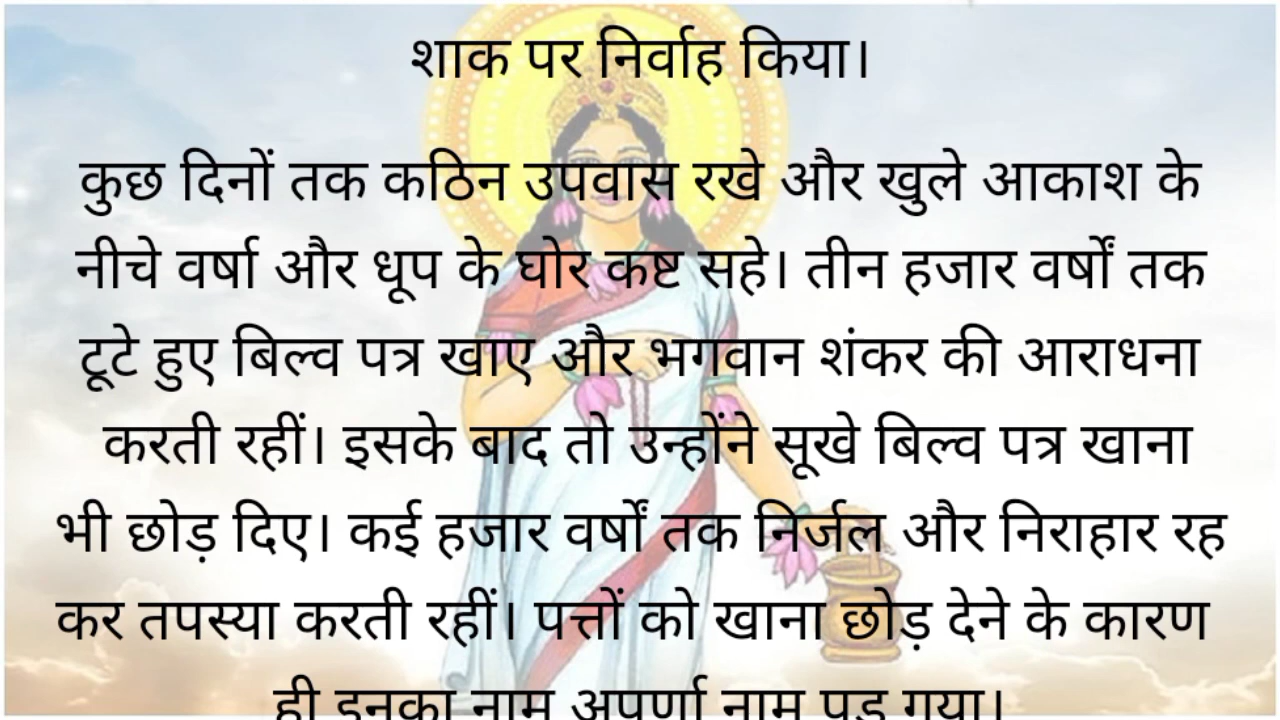 शाक पर निर्वाह किया।
कुछ दिनों तक कठिन उपवास रखे और खुले आकाश के
नीचे वर्षा और धूप के घोर कष्ट सहे। तीन हजार वर्षों तक
टूटे हुए बिल्व पत्र खाए और भगवान शंकर की आराधना
करती रहीं। इसके बाद तो उन्होंने सूखे बिल्व पत्र खाना
भी छोड़ दिए। कई हजार वर्षों तक निर्जल और निराहार रह
कर तपस्या करती रहीं। पत्तों को खाना छोड़ देने के कारण
ही इनका नाम अपर्णा नाम पड़ गया।